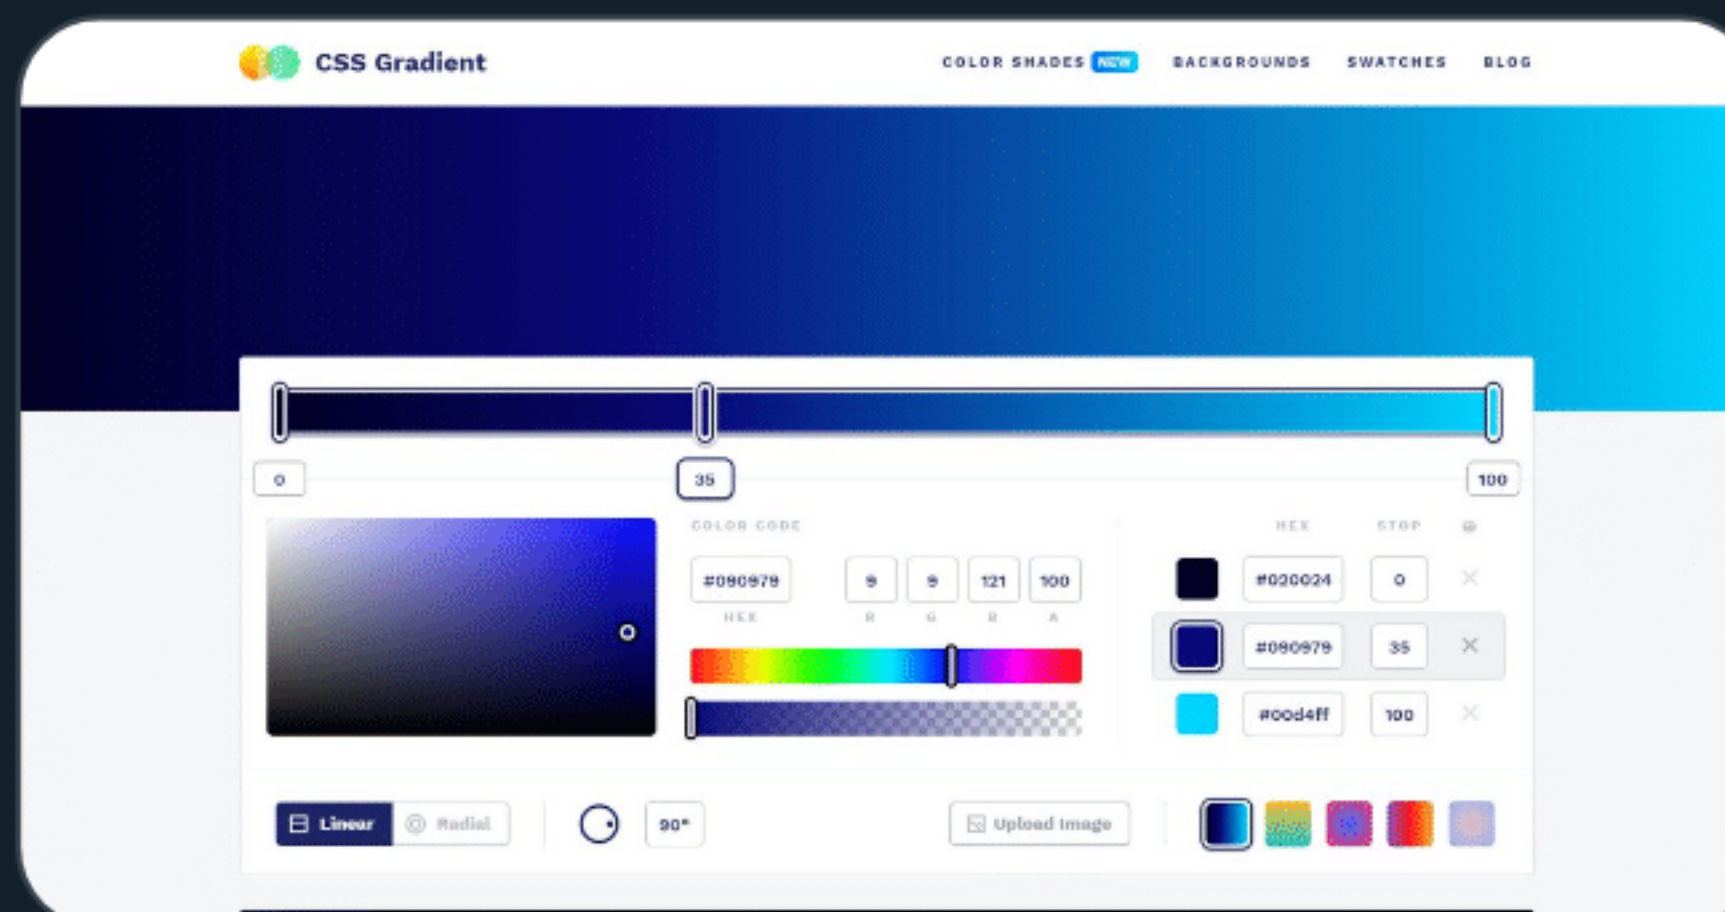 CSS Gradient
COLOR SHADES NEW BACKGROUNDS SWATCHES BLOG
0 35 100
COLOR CODE HEX STOP
#090979 9 9 121 100
HEX R G B A
#020024 0
#090979 35
#00d4ff 100
Linear Radial 90° Upload Image